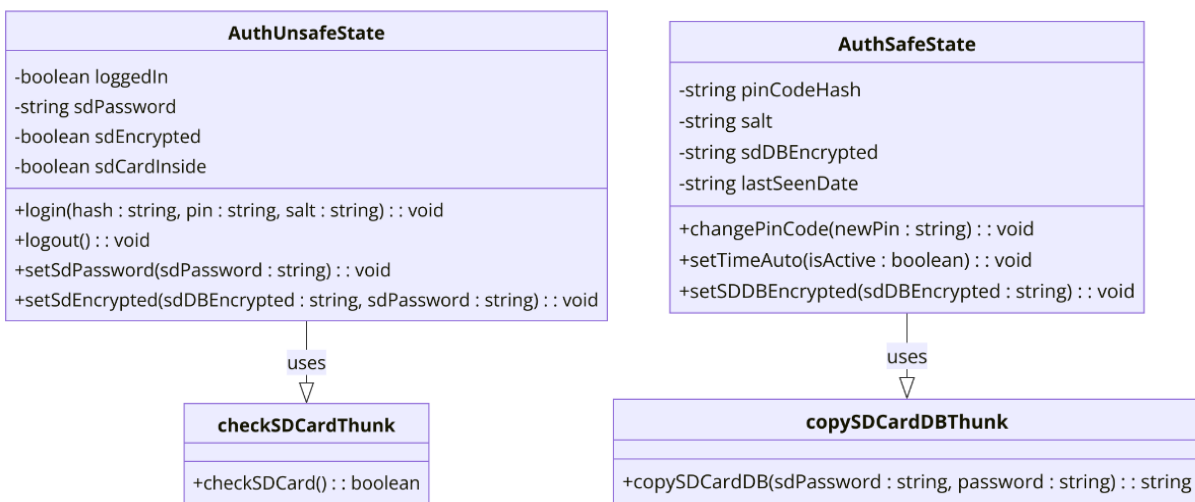 AuthUnsafeState
-boolean loggedIn
-string sdPassword
-boolean sdEncrypted
-boolean sdCardInside
+login(hash : string, pin : string, salt : string) : : void
+logout() : : void
+setSdPassword(sdPassword : string) : : void
+setSdEncrypted(sdDBEncrypted : string, sdPassword : string) : : void
uses
checkSDCardThunk
+checkSDCard() : : boolean
AuthSafeState
-string pinCodeHash
-string salt
-string sdDBEncrypted
-string lastSeenDate
+changePinCode(newPin : string) : : void
+setTimeAuto(isActive : boolean) : : void
+setSDDBEncrypted(sdDBEncrypted : string) : : void
uses
copySDCardDBThunk
+copySDCardDB(sdPassword : string, password : string) : : string